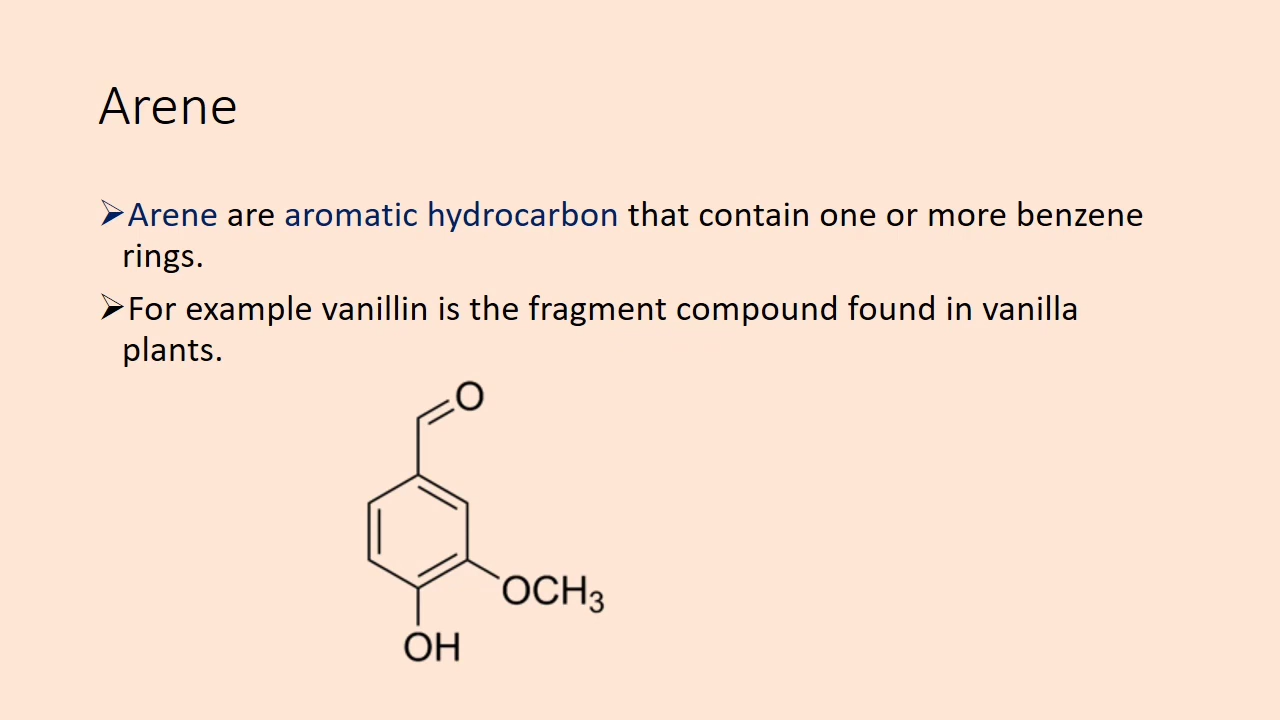 Arene
➢Arene are aromatic hydrocarbon that contain one or more benzene
rings.
➢For example vanillin is the fragment compound found in vanilla
plants.
O
OCH₃
OH